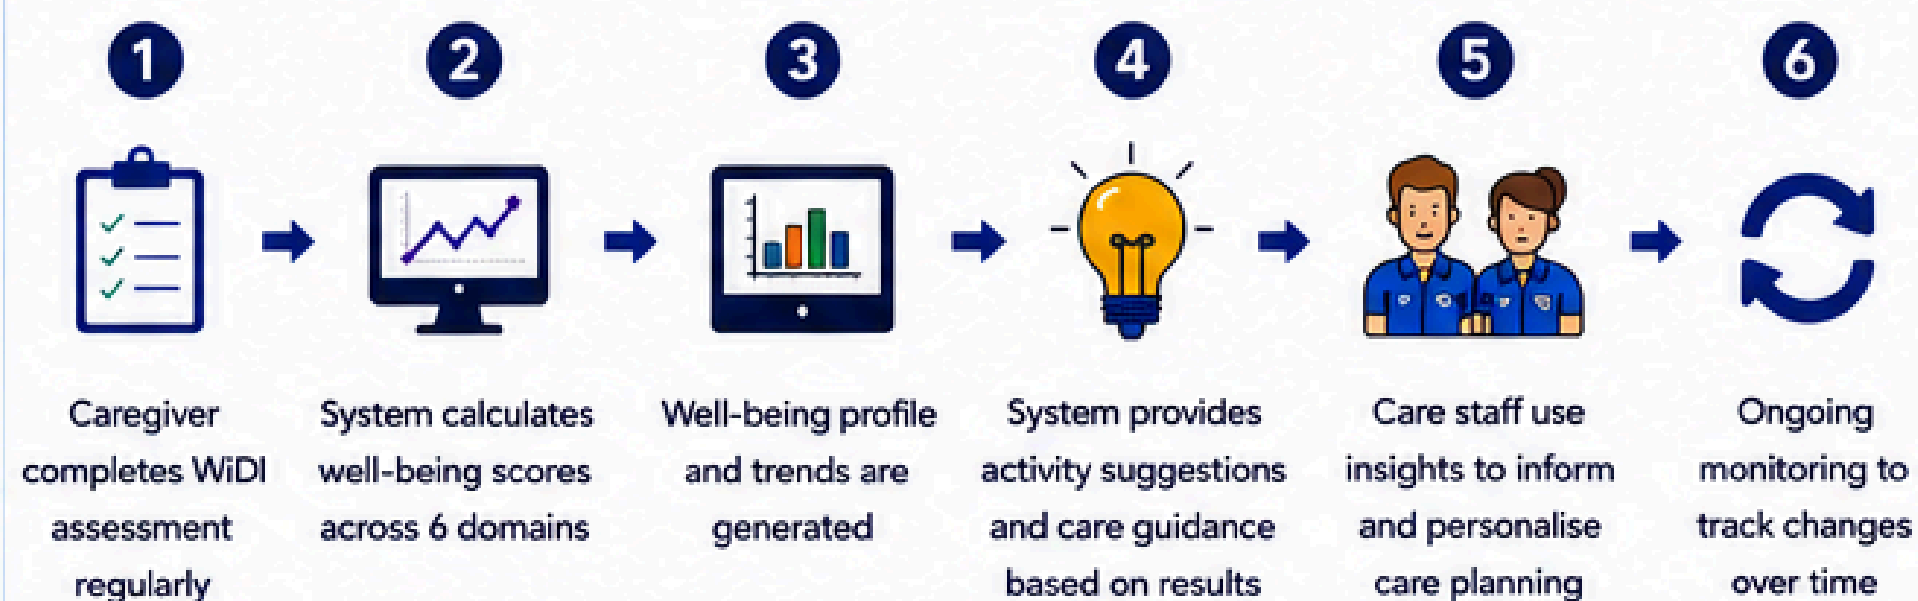 1
2
3
4
5
6
Caregiver
completes WiDI
assessment
regularly
System calculates
well-being scores
across 6 domains
Well-being profile
and trends are
generated
System provides
activity suggestions
and care guidance
based on results
Care staff use
insights to inform
and personalise
care planning
Ongoing
monitoring to
track changes
over time